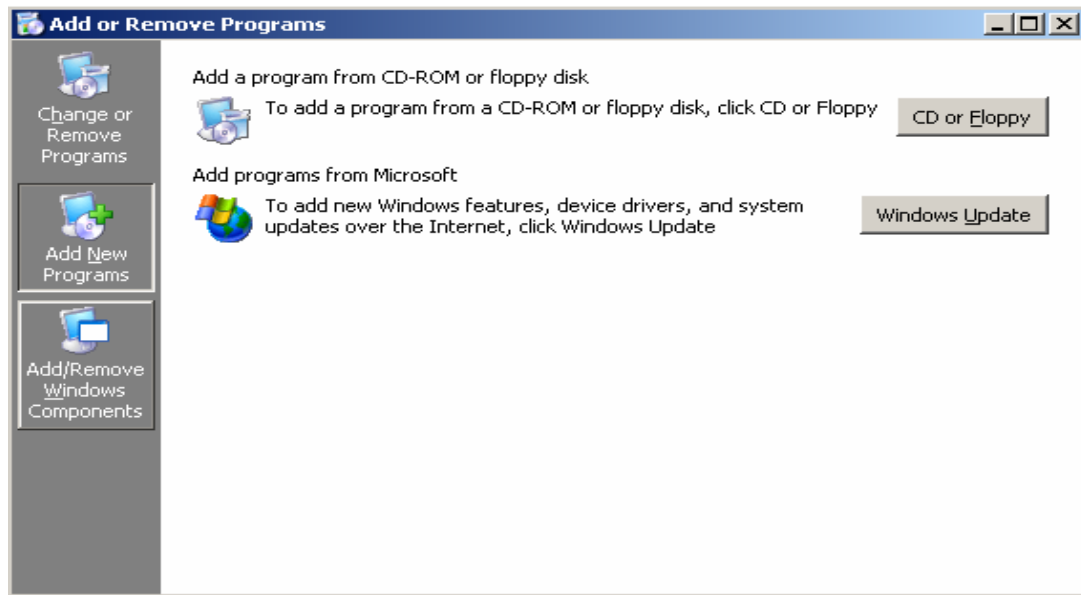 Add or Remove Programs
Change or
Remove
Programs
Add New
Programs
Add/Remove
Windows
Components
Add a program from CD-ROM or floppy disk
To add a program from a CD-ROM or floppy disk, click CD or Floppy
CD or Floppy
Add programs from Microsoft
To add new Windows features, device drivers, and system
updates over the Internet, click Windows Update
Windows Update